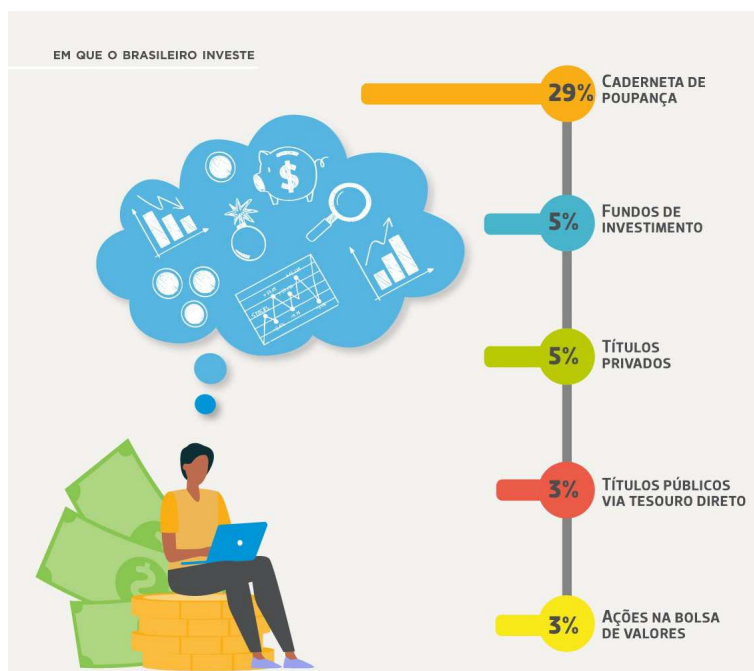 EM QUE O BRASILEIRO INVESTE
29%
CADERNETA DE
POUPANÇA
5%
FUNDOS DE
INVESTIMENTO
5%
TÍTULOS
PRIVADOS
3%
TÍTULOS PÚBLICOS
VIA TESOURO DIRETO
3%
AÇÕES NA BOLSA
DE VALORES
$
$